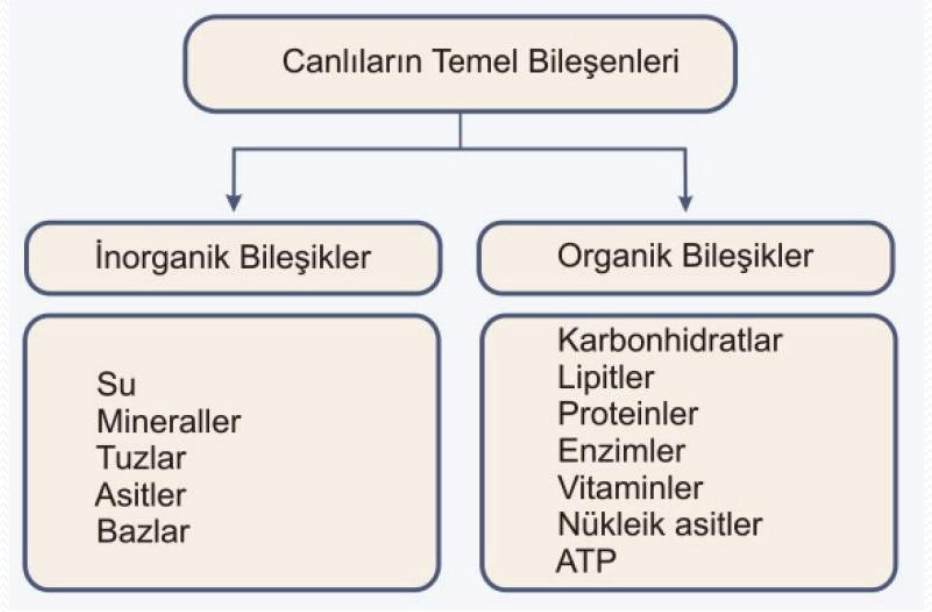 Canlıların Temel Bileşenleri
İnorganik Bileşikler
Su
Mineraller
Tuzlar
Asitler
Bazlar
Organik Bileşikler
Karbonhidratlar
Lipitler
Proteinler
Enzimler
Vitaminler
Nükleik asitler
ATP